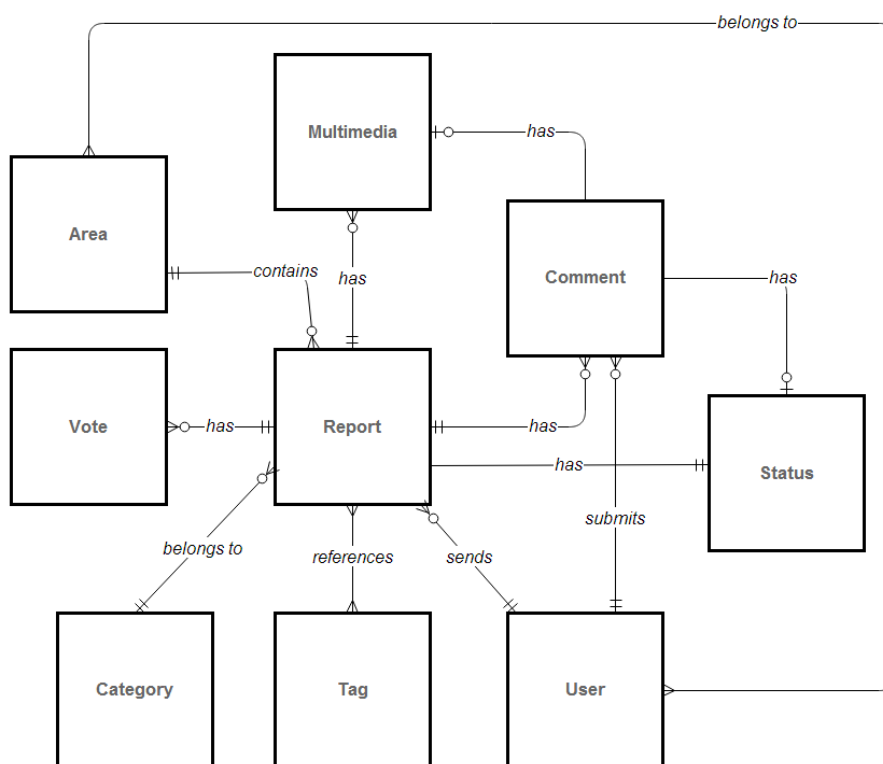 belongs to
Multimedia
has
Area
contains
has
Comment
has
Vote
has
Report
has
has
Status
submits
belongs to
references
sends
Category
Tag
User